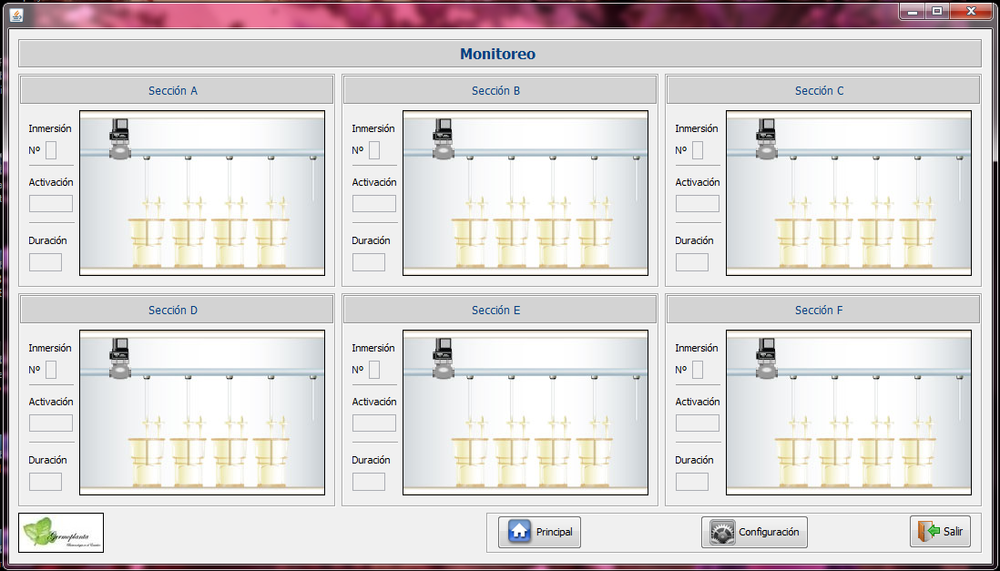 Monitoreo
Sección A
Inmersión
Nº
Activación
Duración
Sección B
Inmersión
Nº
Activación
Duración
Sección C
Inmersión
Nº
Activación
Duración
Sección D
Inmersión
Nº
Activación
Duración
Sección E
Inmersión
Nº
Activación
Duración
Sección F
Inmersión
Nº
Activación
Duración
Germoplanta
Principal
Configuración
Salir